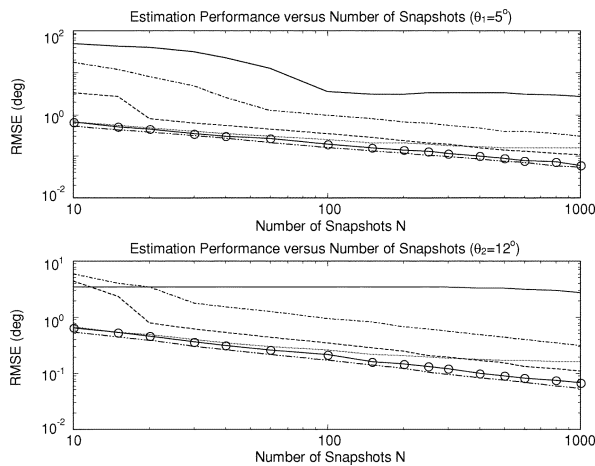 Estimation Performance versus Number of Snapshots (θ₁=5°)
RMSE (deg)
10²
10⁰
10⁻²
10
100
1000
Number of Snapshots N
Estimation Performance versus Number of Snapshots (θ₂=12°)
RMSE (deg)
10¹
10⁰
10⁻¹
10⁻²
10
100
1000
Number of Snapshots N